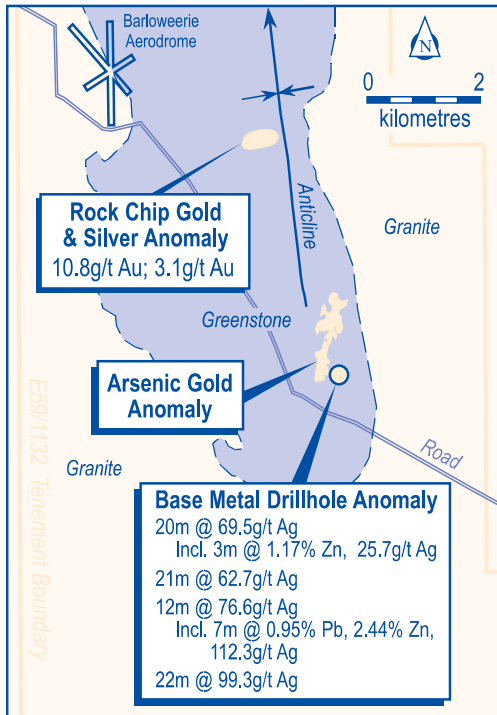 Barloweerie
Aerodrome
N
0 2
kilometres
Rock Chip Gold
& Silver Anomaly
10.8g/t Au; 3.1g/t Au
Anticline
Granite
Greenstone
Arsenic Gold
Anomaly
E59/1132 Tenement Boundary
Granite
Road
Base Metal Drillhole Anomaly
20m @ 69.5g/t Ag
Incl. 3m @ 1.17% Zn, 25.7g/t Ag
21m @ 62.7g/t Ag
12m @ 76.6g/t Ag
Incl. 7m @ 0.95% Pb, 2.44% Zn,
112.3g/t Ag
22m @ 99.3g/t Ag